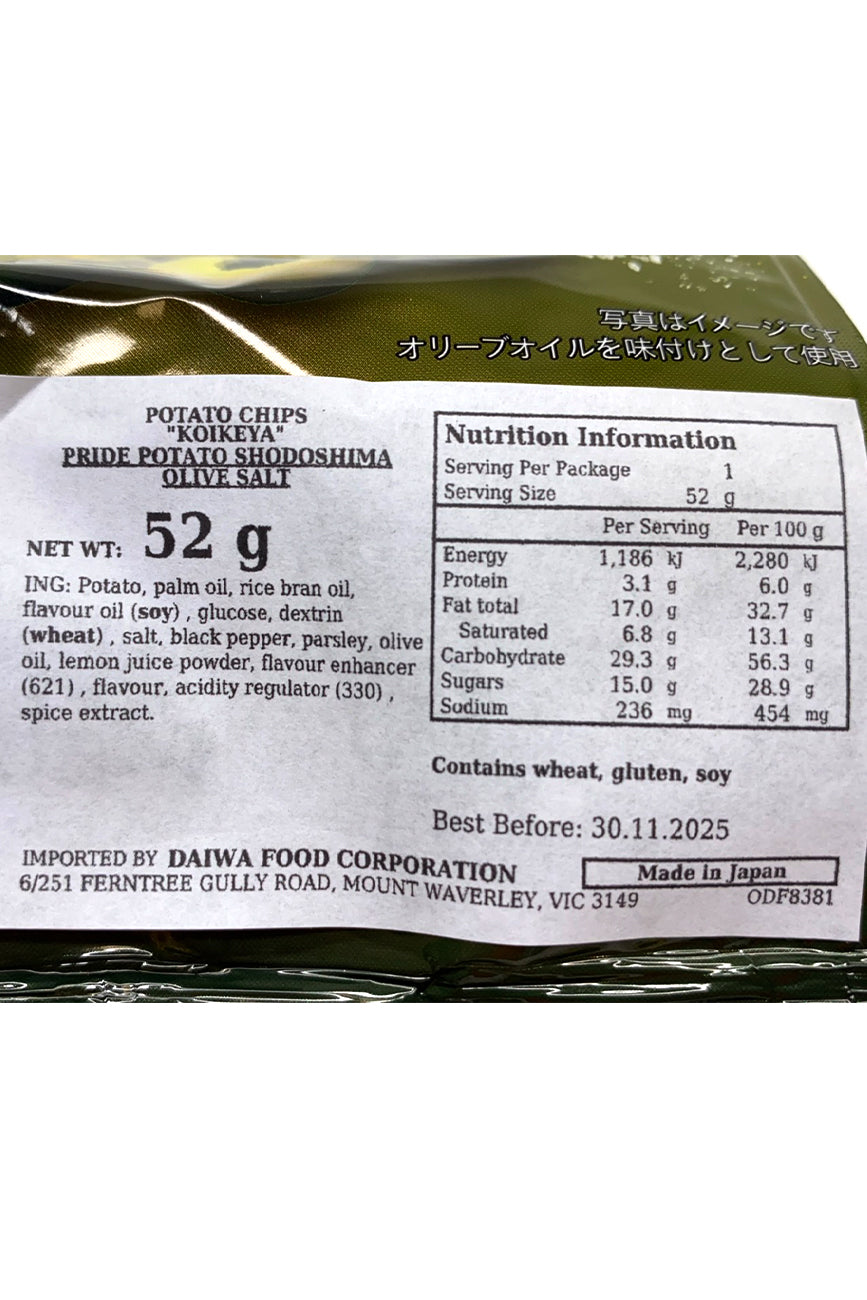 写真はイメージです
オリーブオイルを味付けとして使用
POTATO CHIPS
"KOIKEYA"
PRIDE POTATO SHODOSHIMA
OLIVE SALT
NET WT: 52 g
ING: Potato, palm oil, rice bran oil,
flavour oil (soy) , glucose, dextrin
(wheat) , salt, black pepper, parsley, olive
oil, lemon juice powder, flavour enhancer
(621) , flavour, acidity regulator (330) ,
spice extract.
Nutrition Information
Serving Per Package 1
Serving Size 52 g
Per Serving Per 100 g
Energy 1,186 kJ 2,280 kJ
Protein 3.1 g 6.0 g
Fat total 17.0 g 32.7 g
Saturated 6.8 g 13.1 g
Carbohydrate 29.3 g 56.3 g
Sugars 15.0 g 28.9 g
Sodium 236 mg 454 mg
Contains wheat, gluten, soy
Best Before: 30.11.2025
IMPORTED BY DAIWA FOOD CORPORATION
6/251 FERNTREE GULLY ROAD, MOUNT WAVERLEY, VIC 3149
Made in Japan
ODF8381